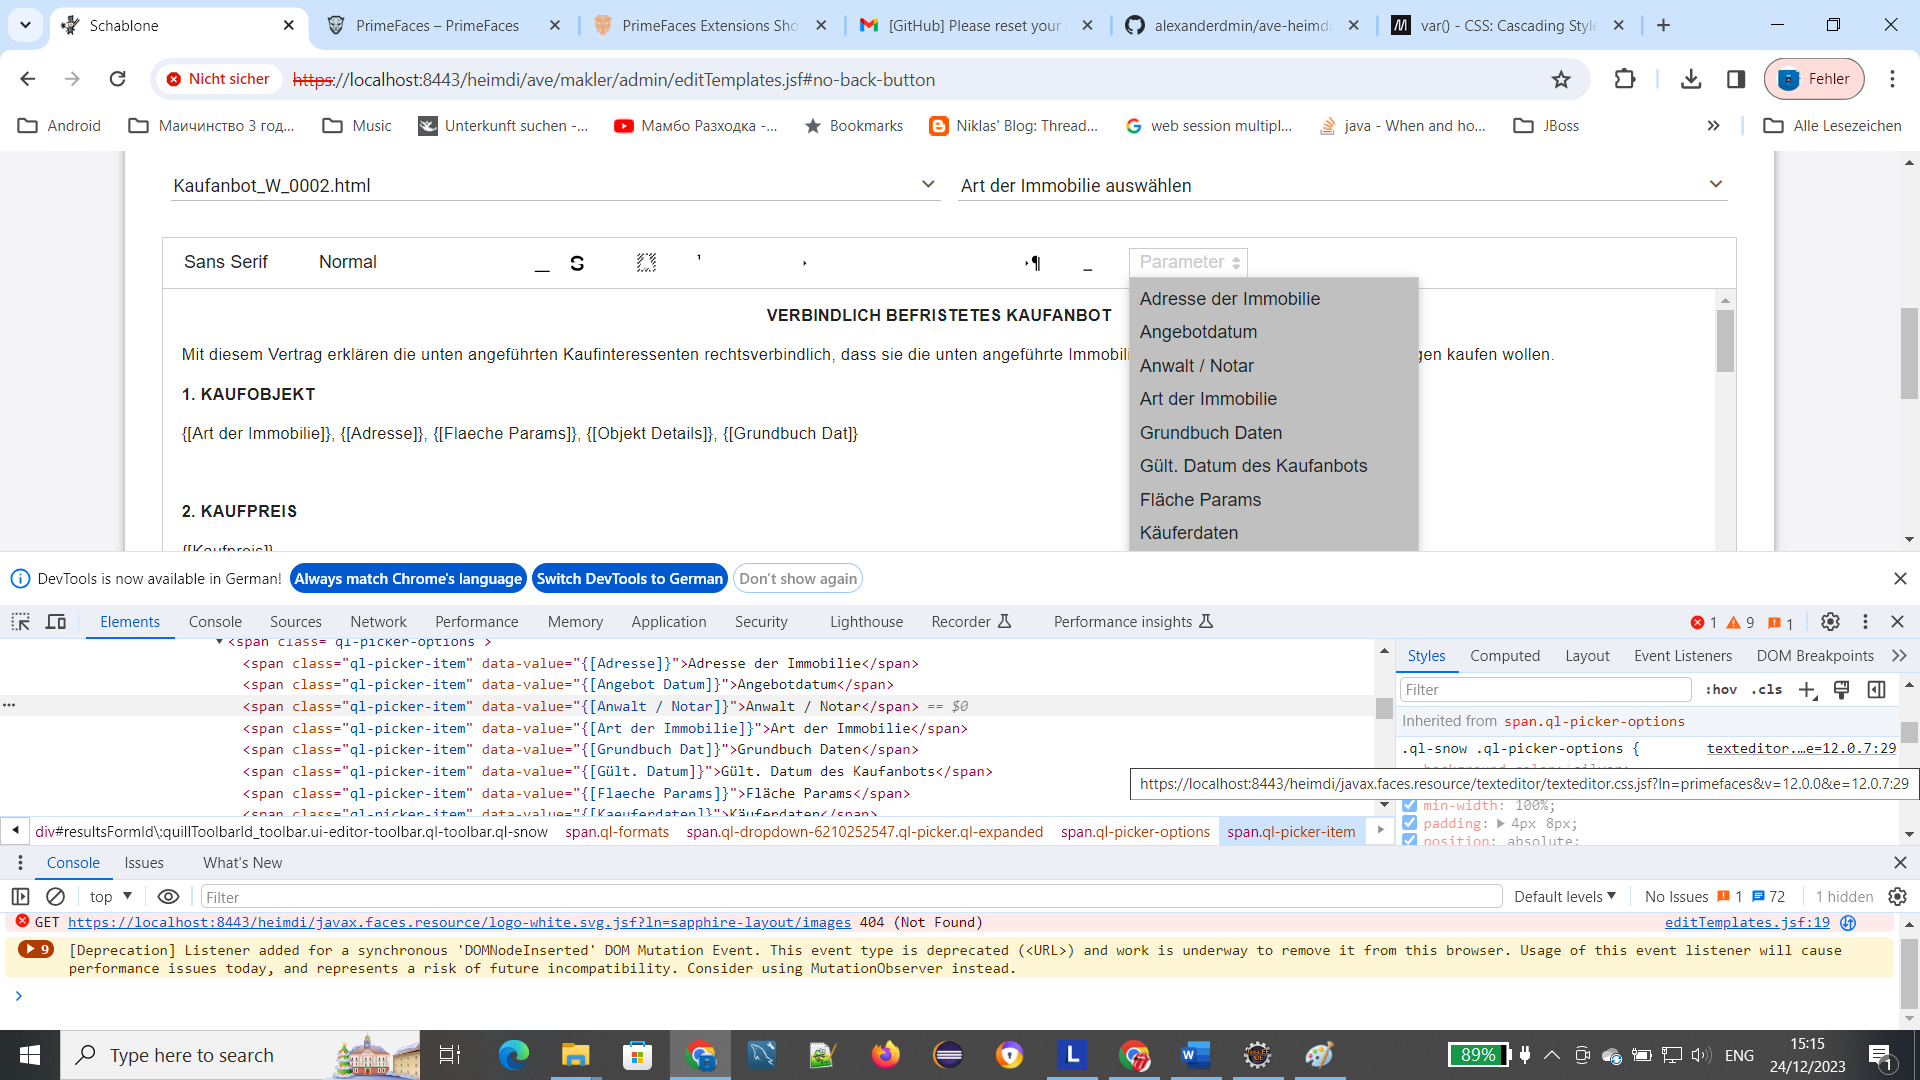 Schablone
PrimeFaces – PrimeFaces
PrimeFaces Extensions Sho
[GitHub] Please reset your
alexanderdmin/ave-heimdi
var() - CSS: Cascading Style
Nicht sicher
https://localhost:8443/heimdi/ave/makler/admin/editTemplates.jsf#no-back-button
Fehler
Android
Маичинство 3 год...
Music
Unterkunft suchen -...
Мамбо Разходка -...
Bookmarks
Niklas' Blog: Thread...
web session multipl...
java - When and ho...
JBoss
Alle Lesezeichen
Kaufanbot_W_0002.html
Art der Immobilie auswählen
Sans Serif
Normal
Parameter
VERBINDLICH BEFRISTETES KAUFANBOT
Mit diesem Vertrag erklären die unten angeführten Kaufinteressenten rechtsverbindlich, dass sie die unten angeführte Immobili
gen kaufen wollen.
1. KAUFOBJEKT
{[Art der Immobilie]}, {[Adresse]}, {[Flaeche Params]}, {[Objekt Details]}, {[Grundbuch Dat]}
2. KAUFPREIS
{[Kaufpreis]}
Adresse der Immobilie
Angebotdatum
Anwalt / Notar
Art der Immobilie
Grundbuch Daten
Gült. Datum des Kaufanbots
Fläche Params
Käuferdaten
DevTools is now available in German!
Always match Chrome's language
Switch DevTools to German
Don't show again
Elements
Console
Sources
Network
Performance
Memory
Application
Security
Lighthouse
Recorder
Performance insights
1
9
1
<span class="ql-picker-options">
<span class="ql-picker-item" data-value="{[Adresse]}">Adresse der Immobilie</span>
<span class="ql-picker-item" data-value="{[Angebot Datum]}">Angebotdatum</span>
<span class="ql-picker-item" data-value="{[Anwalt / Notar]}">Anwalt / Notar</span> == $0
<span class="ql-picker-item" data-value="{[Art der Immobilie]}">Art der Immobilie</span>
<span class="ql-picker-item" data-value="{[Grundbuch Dat]}">Grundbuch Daten</span>
<span class="ql-picker-item" data-value="{[Gült. Datum]}">Gült. Datum des Kaufanbots</span>
<span class="ql-picker-item" data-value="{[Flaeche Params]}">Fläche Params</span>
<span class="ql-picker-item" data-value="{[Kaeuferdaten]}">Käuferdaten</span>
div#resultsFormId\:quillToolbarId_toolbar.ui-editor-toolbar.ql-toolbar.ql-snow
span.ql-formats
span.ql-dropdown-6210252547.ql-picker.ql-expanded
span.ql-picker-options
span.ql-picker-item
Styles
Computed
Layout
Event Listeners
DOM Breakpoints
Filter
:hov
.cls
Inherited from span.ql-picker-options
.ql-snow .ql-picker-options {
texteditor.…e=12.0.7:29
https://localhost:8443/heimdi/javax.faces.resource/texteditor/texteditor.css.jsf?ln=primefaces&v=12.0.0&e=12.0.7:29
min-width: 100%;
padding: 4px 8px;
position: absolute;
Console
Issues
What's New
top
Filter
Default levels
No Issues
1
72
1 hidden
GET https://localhost:8443/heimdi/javax.faces.resource/logo-white.svg.jsf?ln=sapphire-layout/images 404 (Not Found)
editTemplates.jsf:19
9
[Deprecation] Listener added for a synchronous 'DOMNodeInserted' DOM Mutation Event. This event type is deprecated (<URL>) and work is underway to remove it from this browser. Usage of this event listener will cause
performance issues today, and represents a risk of future incompatibility. Consider using MutationObserver instead.
Type here to search
89%
ENG
15:15
24/12/2023
1